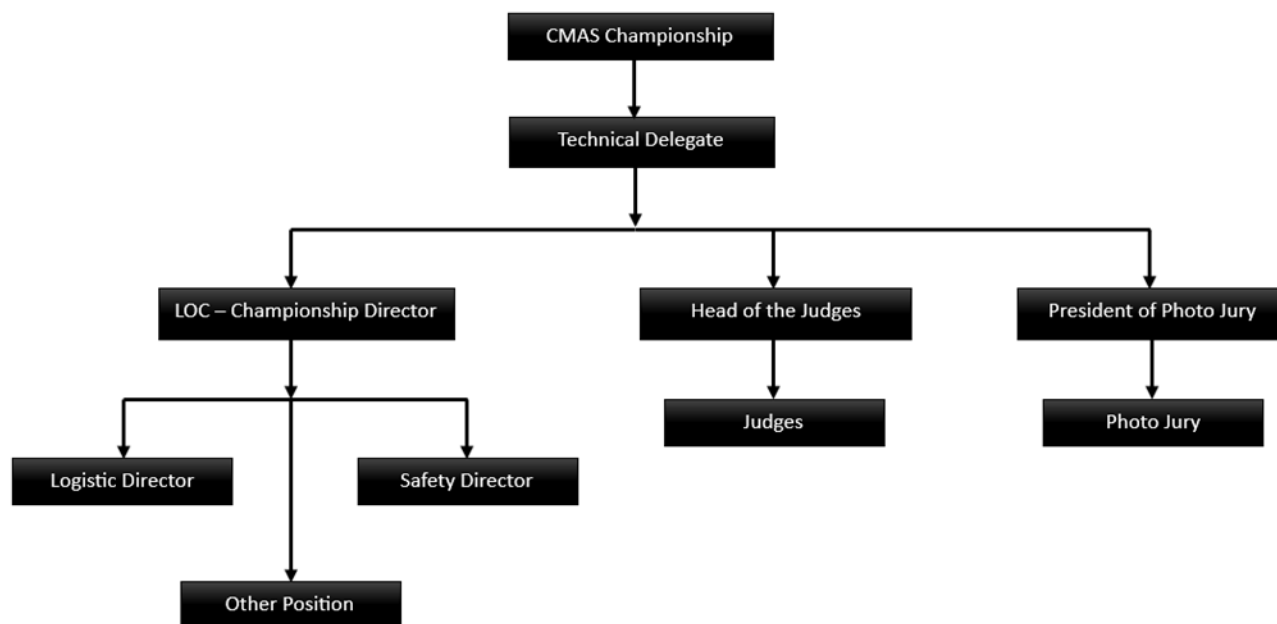 CMAS Championship
Technical Delegate
LOC – Championship Director
Head of the Judges
President of Photo Jury
Judges
Photo Jury
Logistic Director
Safety Director
Other Position